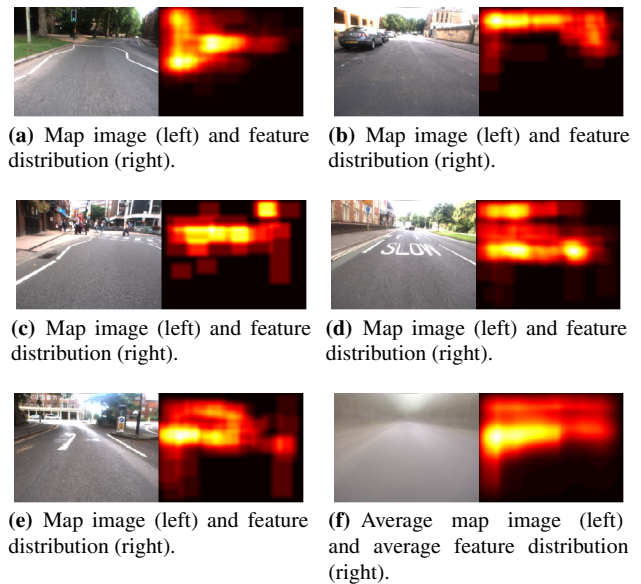 (a) Map image (left) and feature
distribution (right).
(b) Map image (left) and feature
distribution (right).
SLOW
(c) Map image (left) and feature
distribution (right).
(d) Map image (left) and feature
distribution (right).
(e) Map image (left) and feature
distribution (right).
(f) Average map image (left)
and average feature distribution
(right).